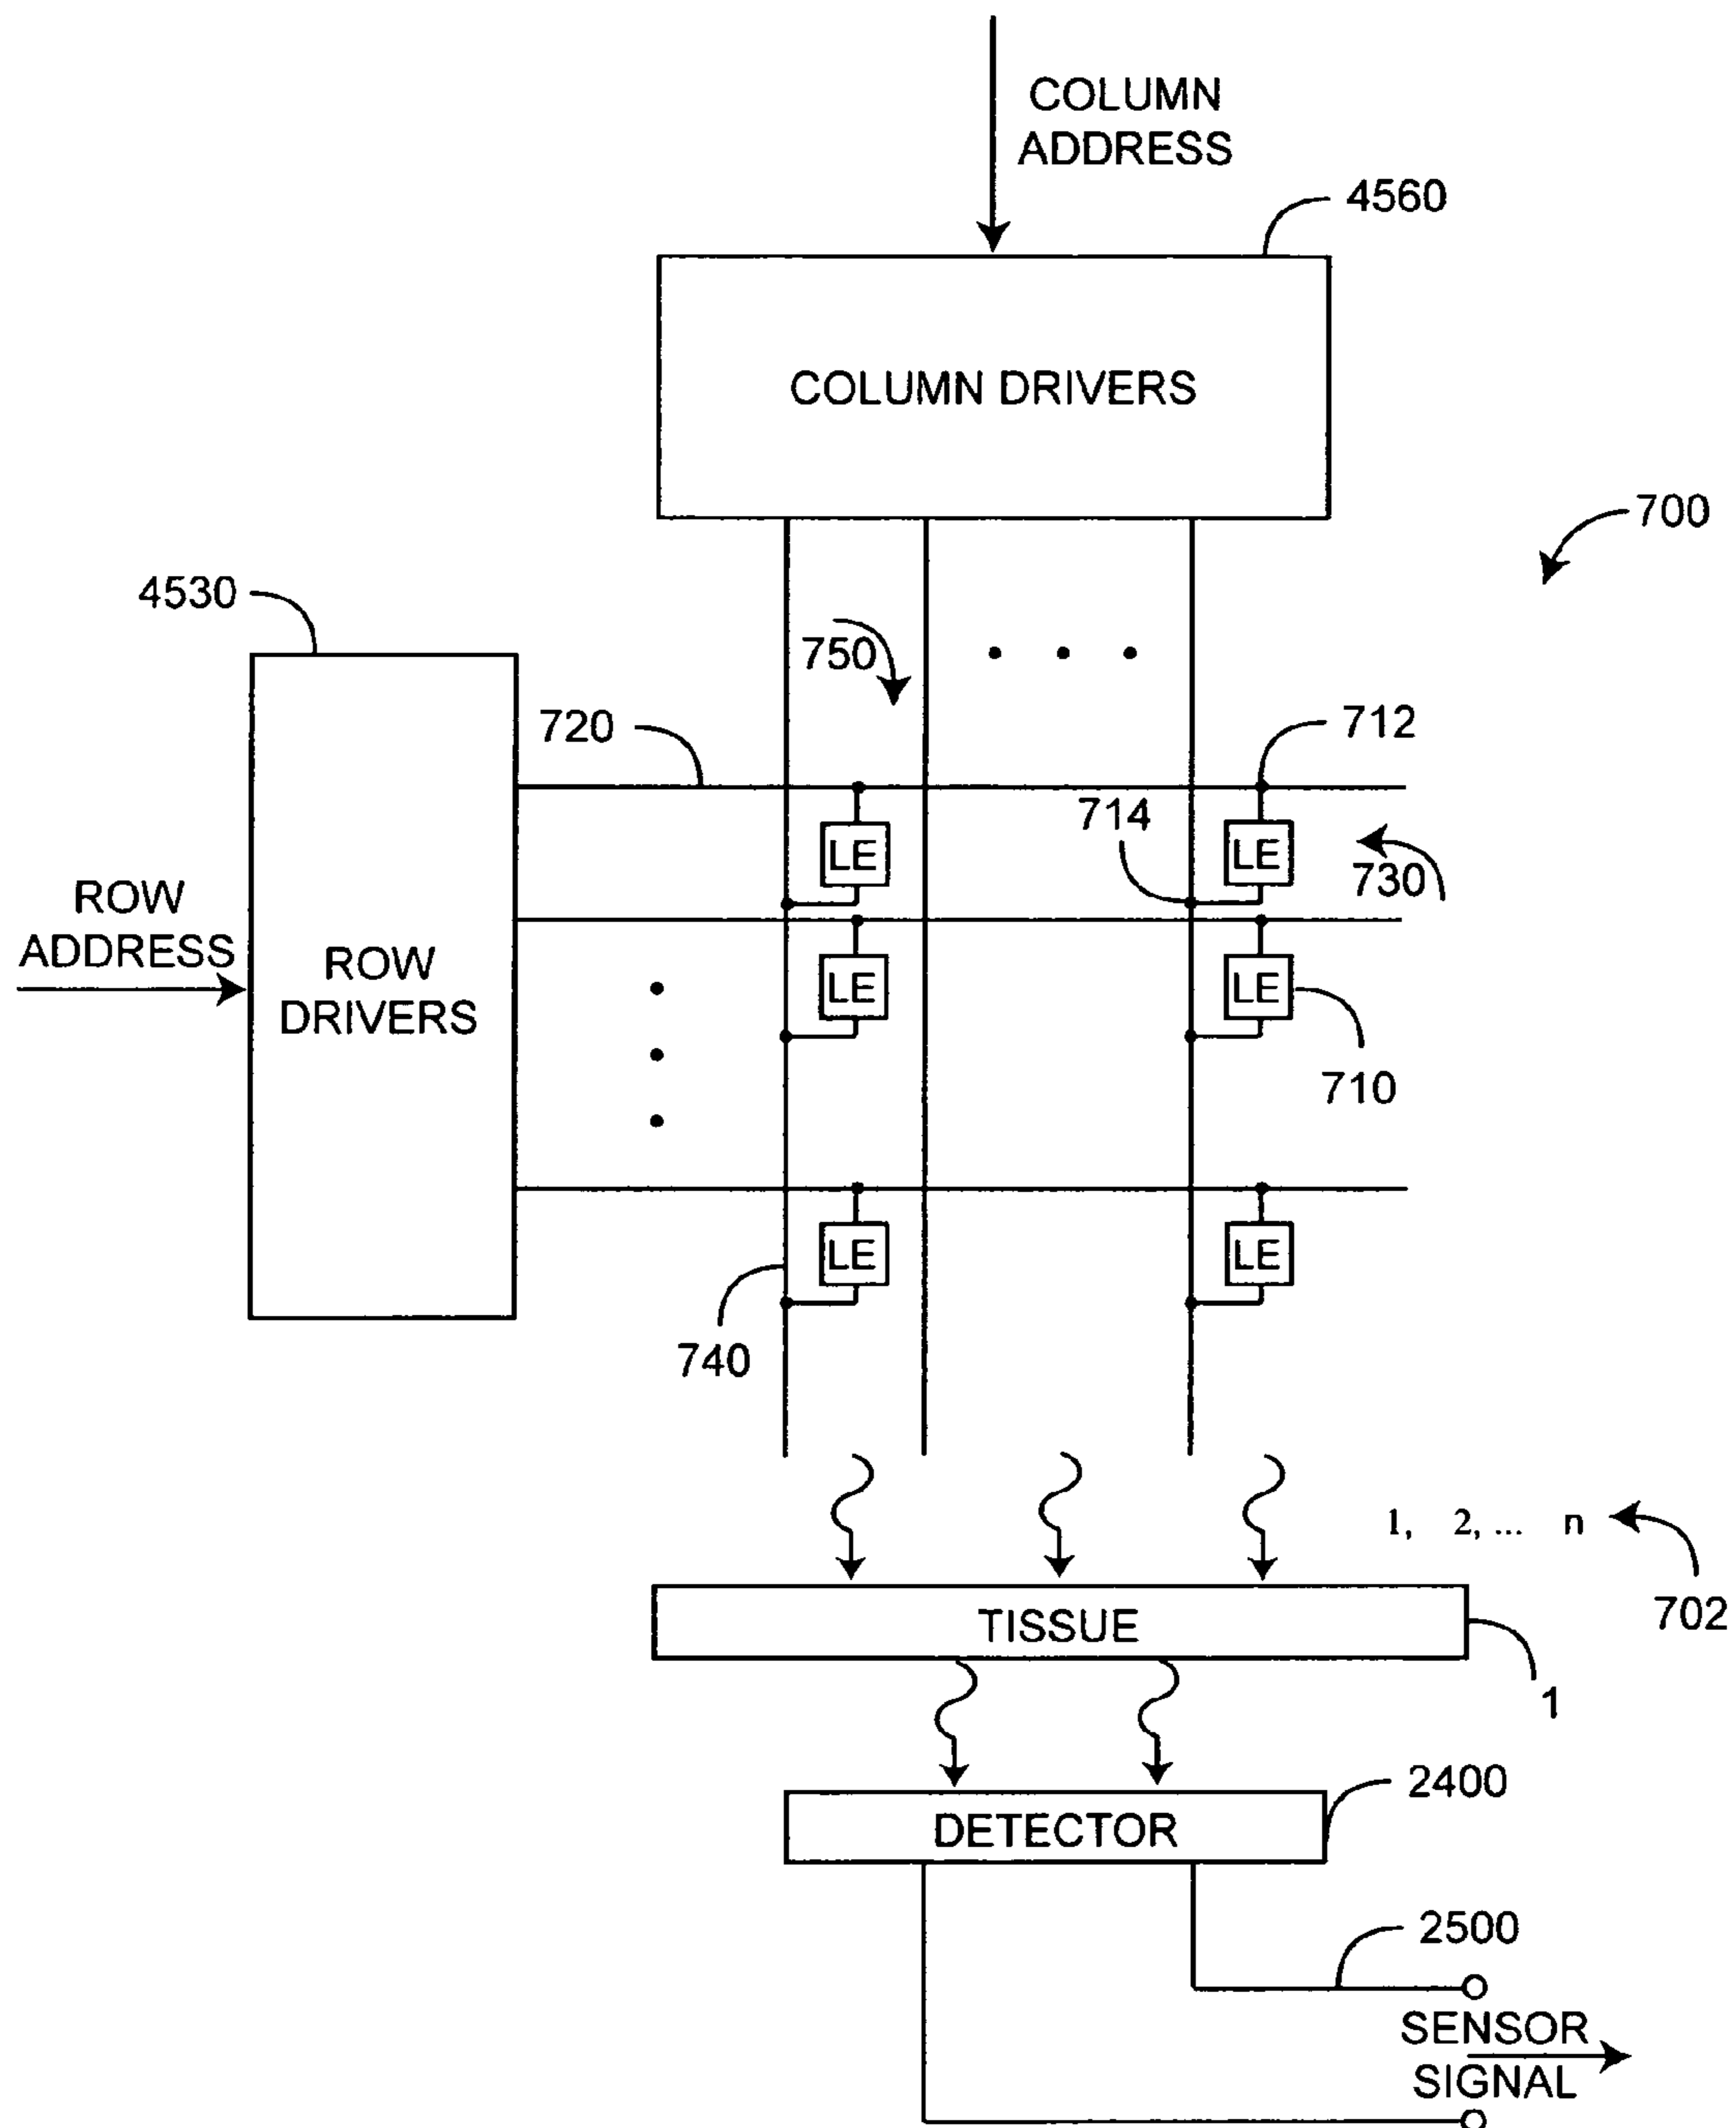 COLUMN
ADDRESS
4560
COLUMN DRIVERS
700
4530
750
720
712
714
LE
LE
730
ROW
ADDRESS
ROW
DRIVERS
LE
LE
710
LE
LE
740
1, 2, ... n
702
TISSUE
1
2400
DETECTOR
2500
SENSOR
SIGNAL